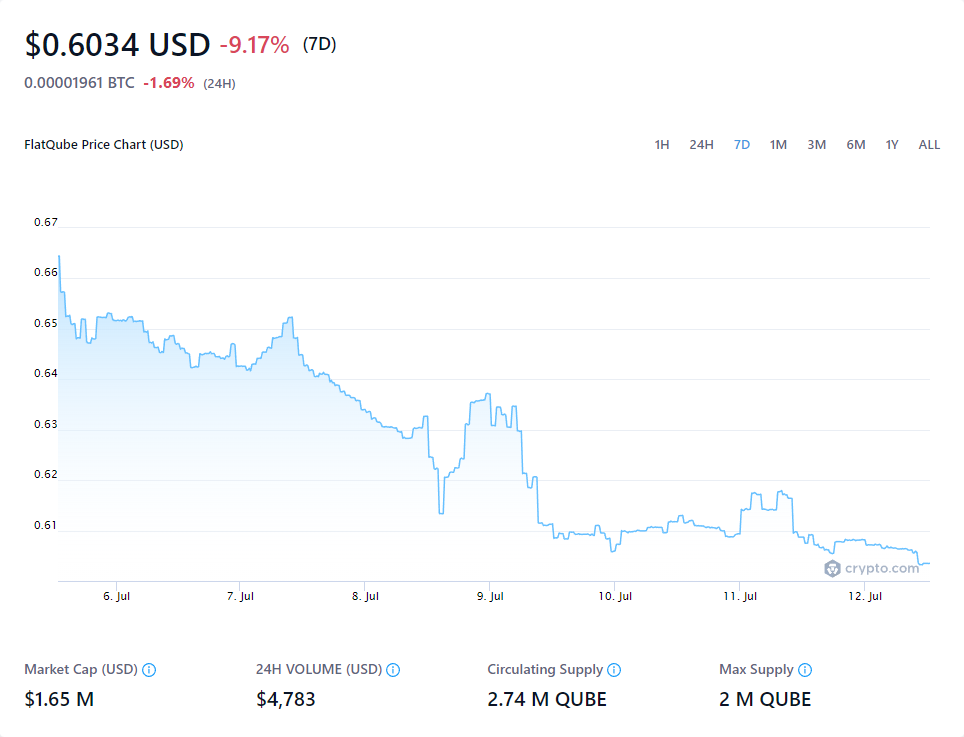 $0.6034 USD -9.17% (7D)
0.00001961 BTC -1.69% (24H)
FlatQube Price Chart (USD) 1H 24H 7D 1M 3M 6M 1Y ALL
0.67
0.66
0.65
0.64
0.63
0.62
0.61
crypto.com
6. Jul 7. Jul 8. Jul 9. Jul 10. Jul 11. Jul 12. Jul
Market Cap (USD) 24H VOLUME (USD) Circulating Supply Max Supply
$1.65 M $4,783 2.74 M QUBE 2 M QUBE